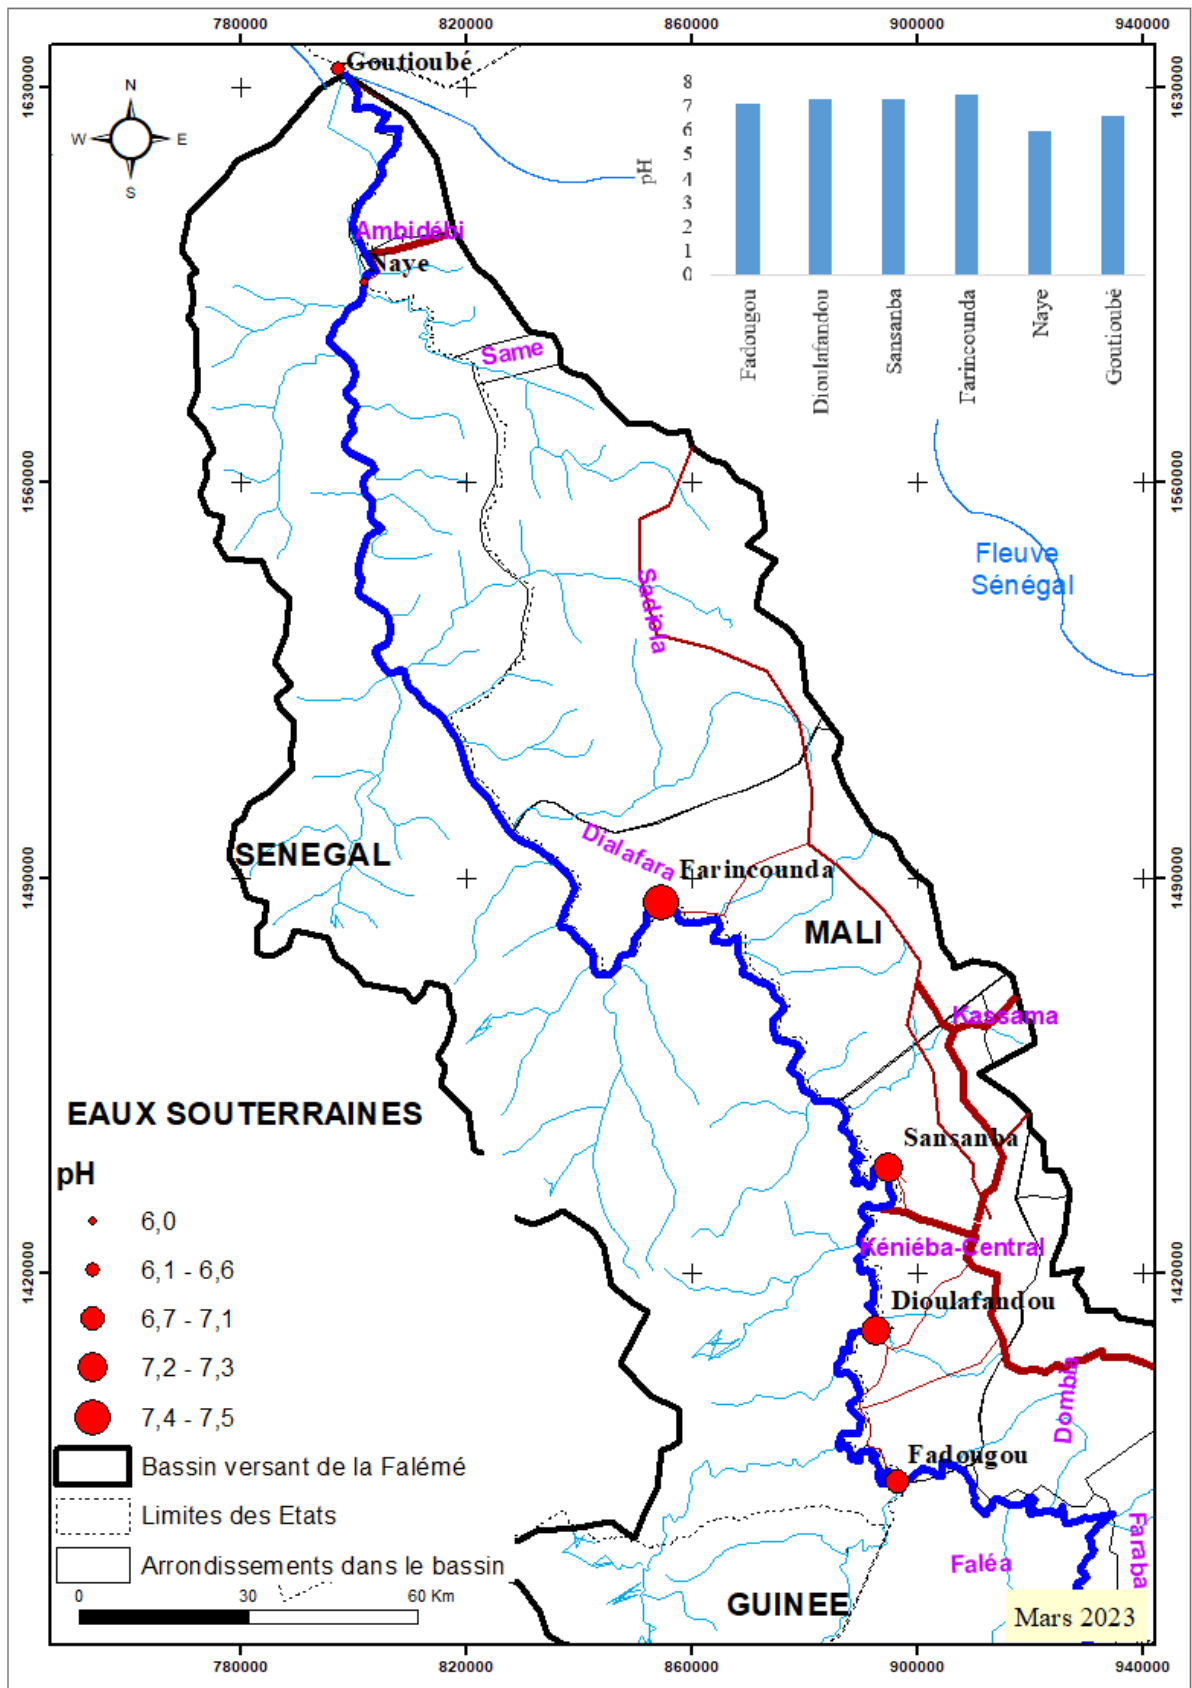 780000
820000
860000
900000
940000
1630000
1630000
Goutioubé
N
W
E
S
8
7
6
5
4
3
2
1
0
pH
Fadougou
Dioulafandou
Sansanba
Farincounda
Naye
Goutioubé
Ambidébi
Naye
Same
1560000
1560000
Fleuve
Sénégal
Sadiola
SENEGAL
Dialafara
Farincounda
1490000
1490000
MALI
Kassama
EAUX SOUTERRAINES
Sansanba
pH
6,0
6,1 - 6,6
6,7 - 7,1
7,2 - 7,3
7,4 - 7,5
Kéniéba-Central
1420000
1420000
Dioulafandou
Dombia
Fadougou
Bassin versant de la Falémé
Limites des Etats
Arrondissements dans le bassin
Faraba
Faléa
0
30
60 Km
GUINEE
Mars 2023
780000
820000
860000
900000
940000